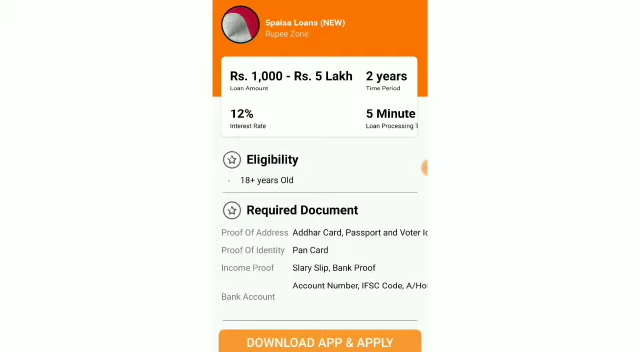 5paisa Loans (NEW)
Rupee Zone
Rs. 1,000 - Rs. 5 Lakh 2 years
Loan Amount Time Period
12% 5 Minute
Interest Rate Loan Processing T
Eligibility
18+ years Old
Required Document
Proof Of Address Addhar Card, Passport and Voter
Proof Of Identity Pan Card
Income Proof Slary Slip, Bank Proof
Account Number, IFSC Code,
Bank Account
DOWNLOAD APP & APPLY